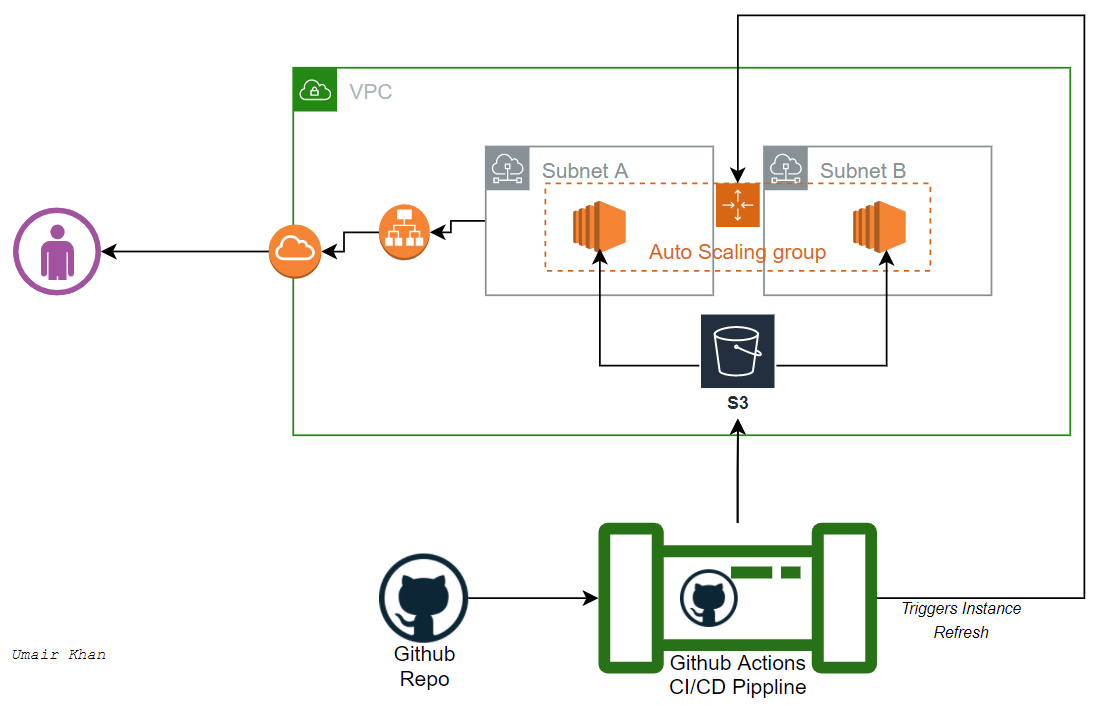 VPC
Subnet A
Subnet B
Auto Scaling group
S3
Github
Repo
Github Actions
CI/CD Pippline
Triggers Instance
Refresh
Umair Khan